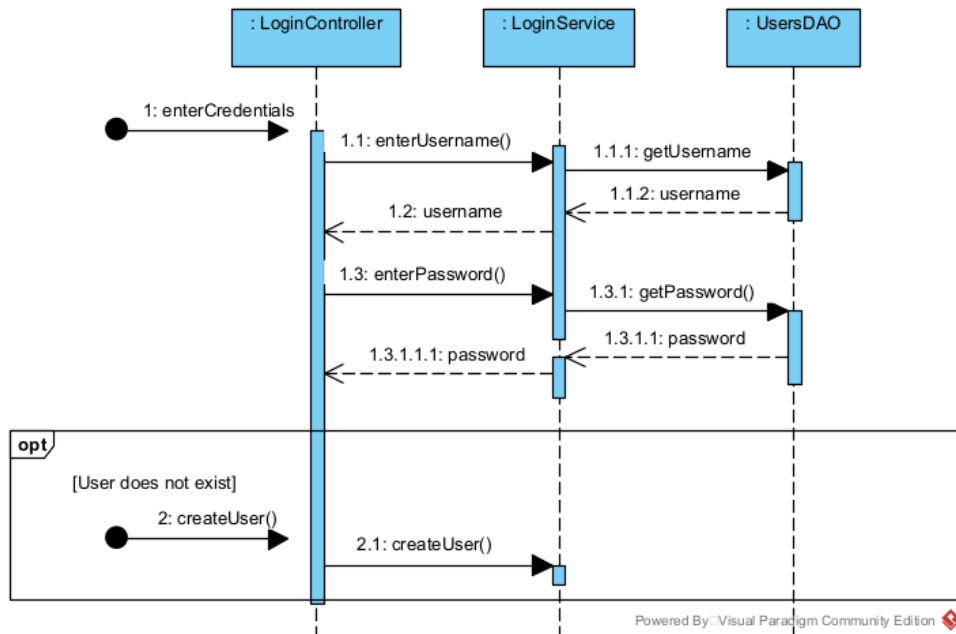 : LoginController
: LoginService
: UsersDAO
1: enterCredentials
1.1: enterUsername()
1.1.1: getUsername
1.1.2: username
1.2: username
1.3: enterPassword()
1.3.1: getPassword()
1.3.1.1: password
1.3.1.1.1: password
opt
[User does not exist]
2: createUser()
2.1: createUser()
Powered By Visual Paradigm Community Edition